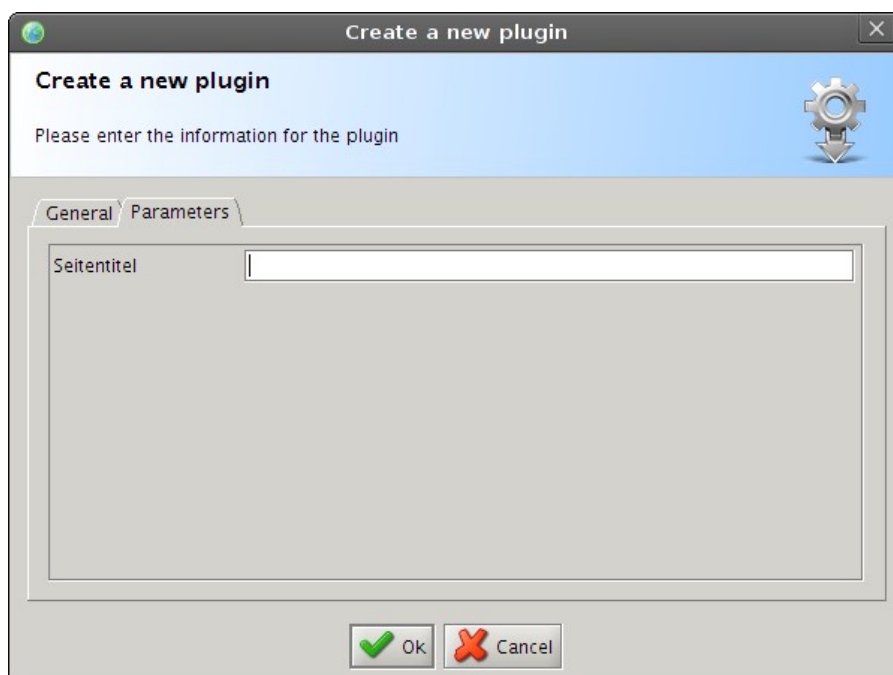 Create a new plugin
Create a new plugin
Please enter the information for the plugin
General Parameters
Seitentitel
Ok Cancel